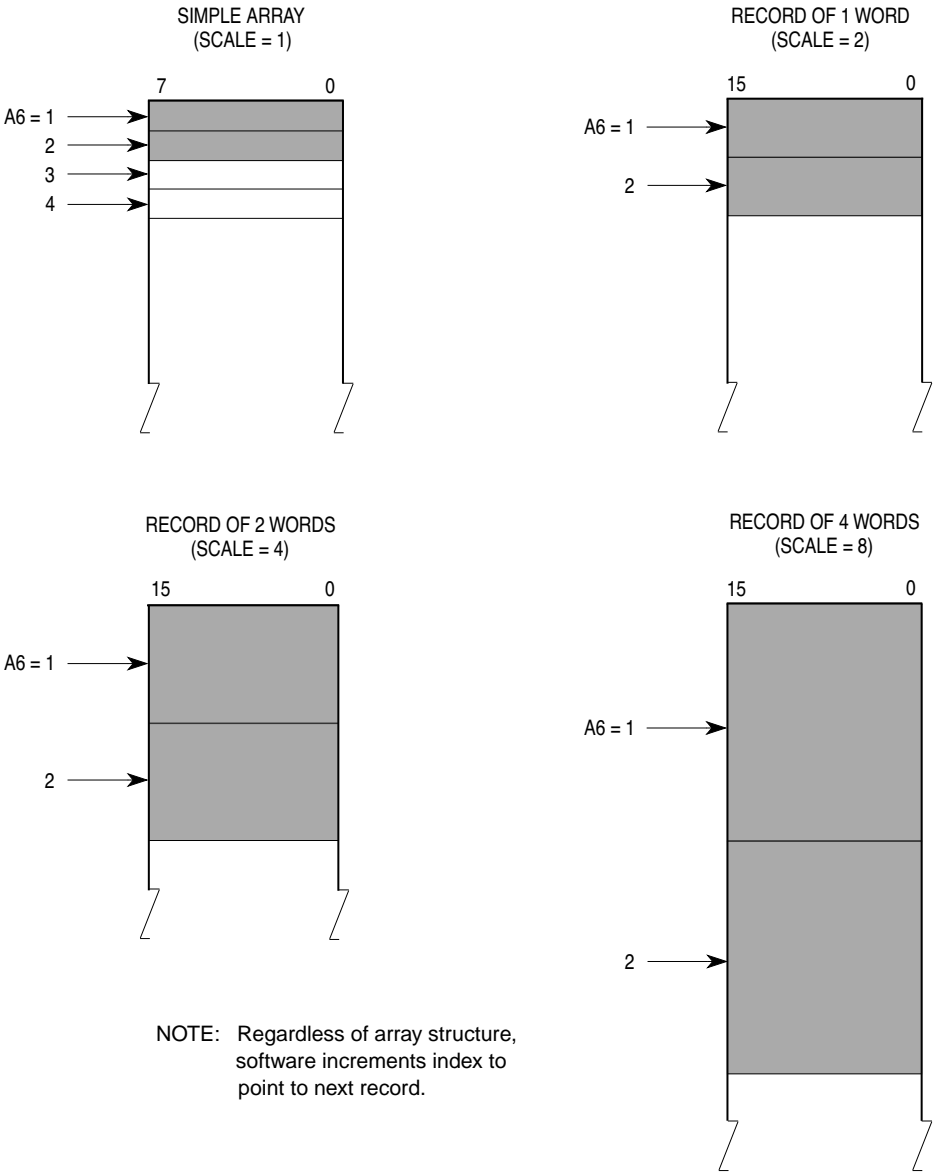 SIMPLE ARRAY
(SCALE = 1)
7 0
A6 = 1
2
3
4
RECORD OF 1 WORD
(SCALE = 2)
15 0
A6 = 1
2
RECORD OF 2 WORDS
(SCALE = 4)
15 0
A6 = 1
2
RECORD OF 4 WORDS
(SCALE = 8)
15 0
A6 = 1
2
NOTE: Regardless of array structure,
software increments index to
point to next record.